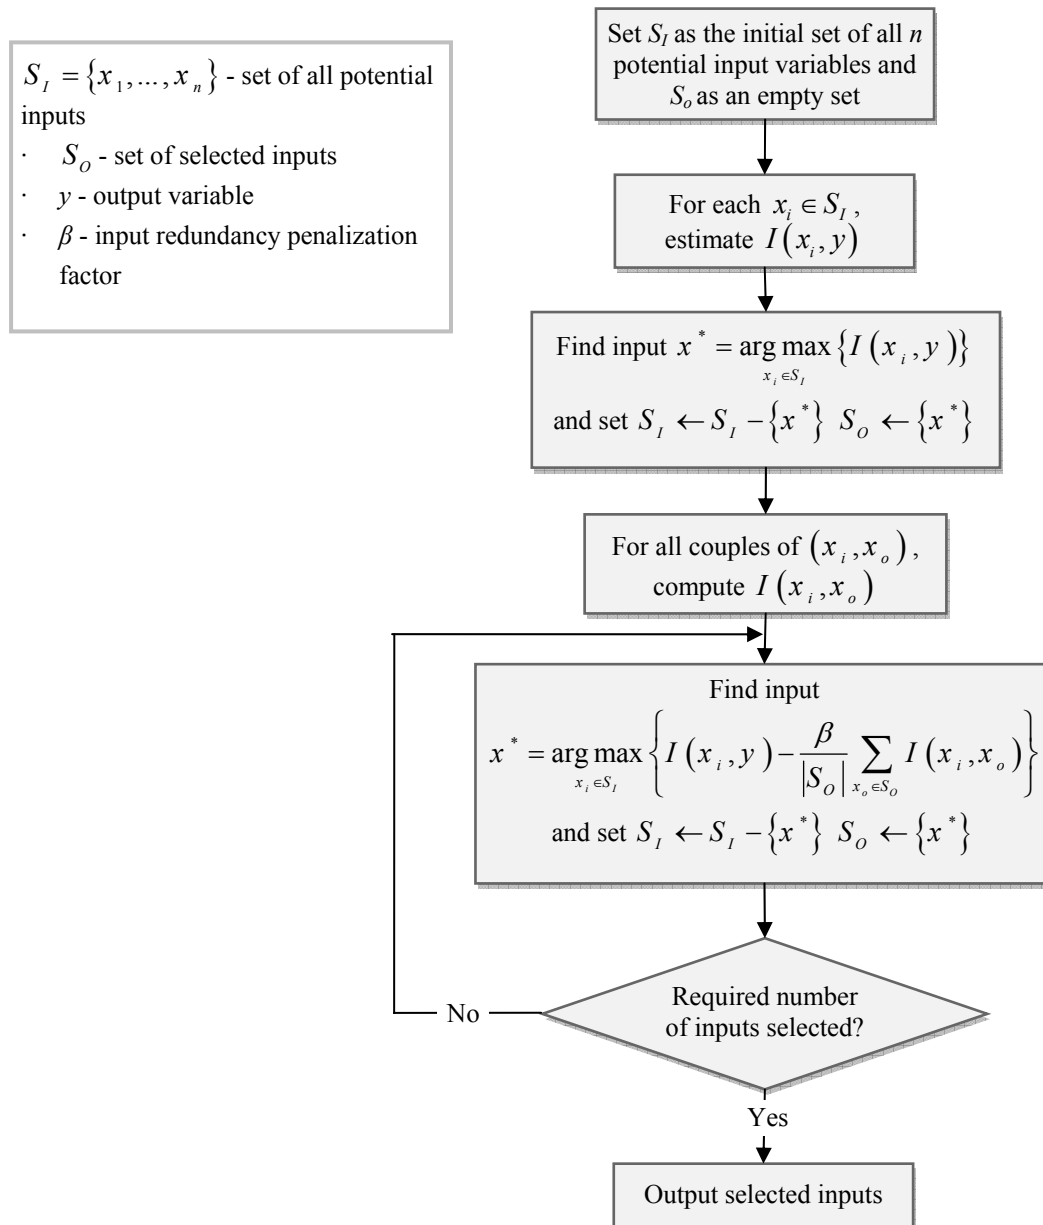 S_I = {x_1,...,x_n} - set of all potential
inputs
· S_O - set of selected inputs
· y - output variable
· β - input redundancy penalization
factor
Set S_I as the initial set of all n
potential input variables and
S_o as an empty set
For each x_i ∈ S_I ,
estimate I(x_i, y)
Find input x^* = arg max {I(x_i, y)}
x_i ∈ S_I
and set S_I ← S_I − {x^*} S_O ← {x^*}
For all couples of (x_i, x_o) ,
compute I(x_i, x_o)
Find input
x^* = arg max {I(x_i, y) − β/|S_O| ∑ I(x_i, x_o)}
x_i ∈ S_I x_o ∈ S_O
and set S_I ← S_I − {x^*} S_O ← {x^*}
Required number
of inputs selected?
No
Yes
Output selected inputs